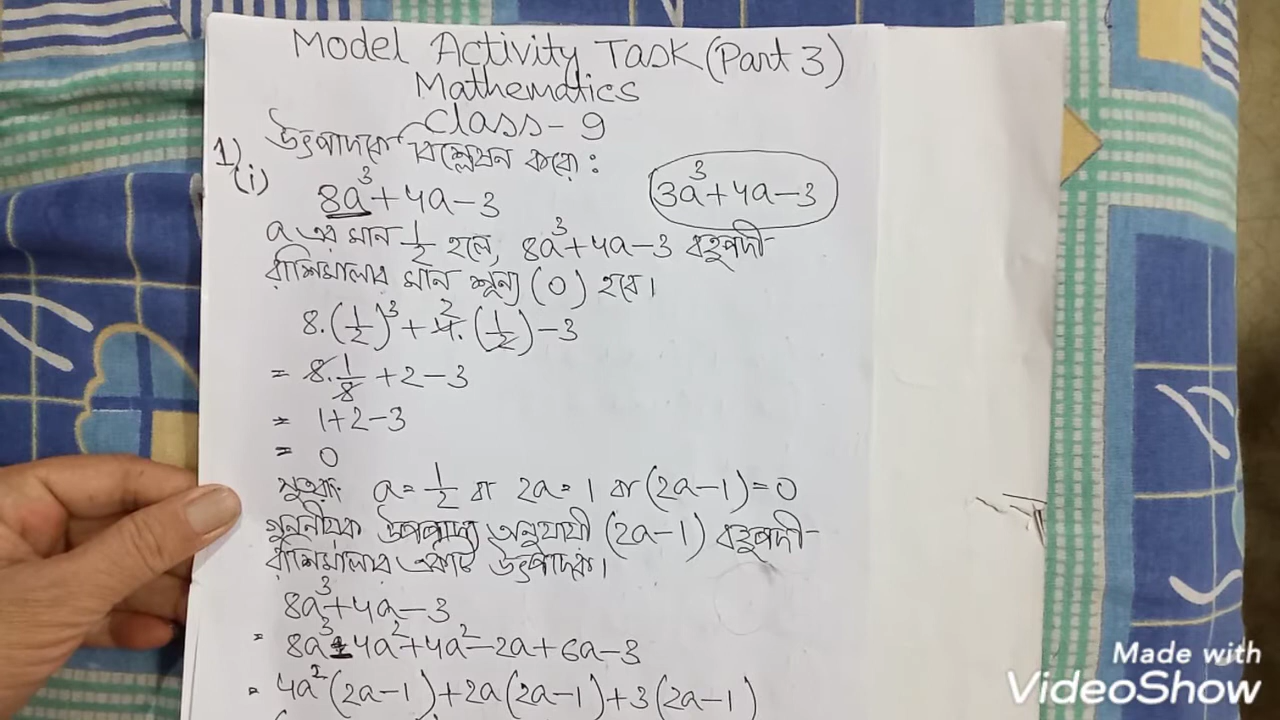 Model Activity Task (Part 3)
Mathematics
Class - 9
1) উৎপাদকে বিশ্লেষন করো :
(i) 8a³ + 4a - 3
3a³ + 4a - 3
a এর মান 1/2 হলে, 8a³ + 4a - 3 বহুপদী
রাশিমালার মান শূন্য (0) হবে।
8.(1/2)³ + 4.(1/2) - 3
2
= 8.1/8 + 2 - 3
= 1 + 2 - 3
= 0
সুতরাং a = 1/2 বা 2a = 1 বা (2a - 1) = 0
গুননীয়ক উপপাদ্য অনুযায়ী (2a - 1) বহুপদী
রাশিমালার একটি উৎপাদক।
8a³ + 4a - 3
= 8a³ - 4a² + 4a² - 2a + 6a - 3
= 4a² (2a - 1) + 2a (2a - 1) + 3 (2a - 1)
Made with
VideoShow